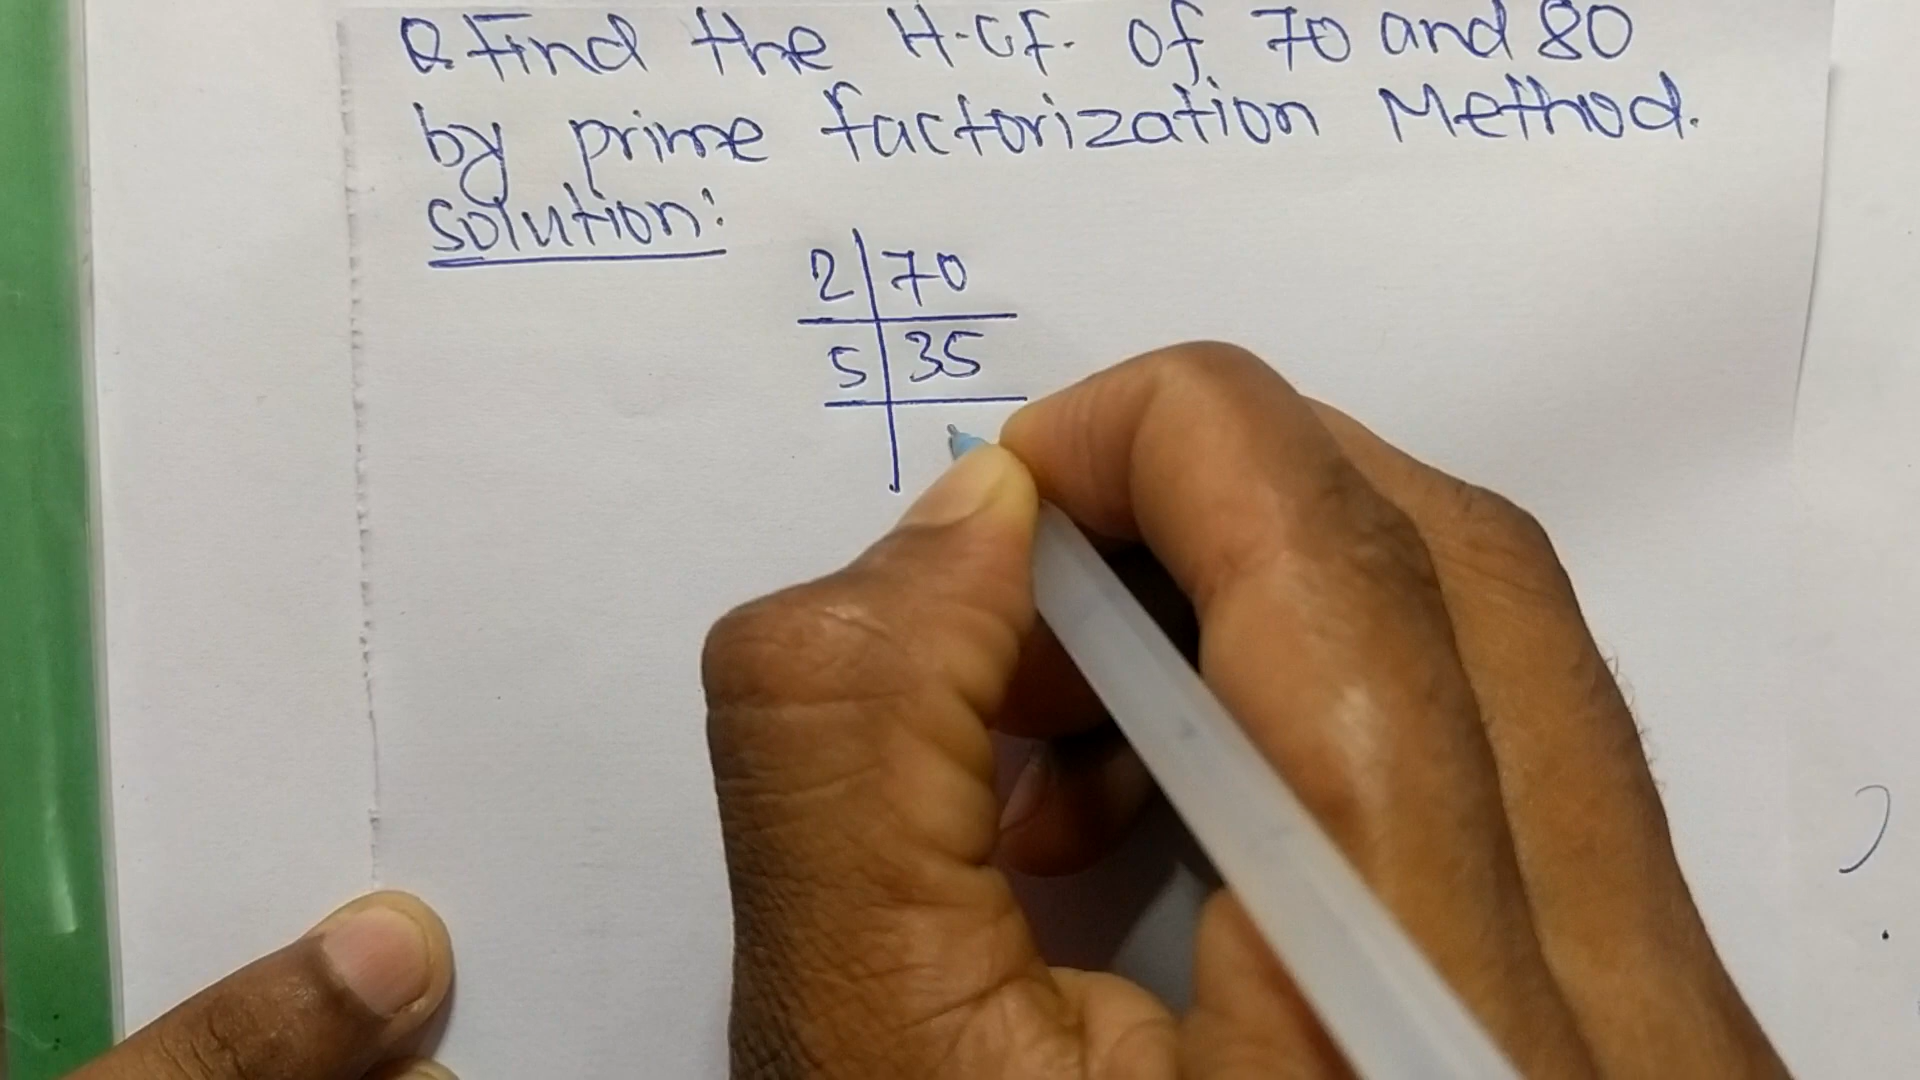 Q. Find the H.C.F. of 70 and 80
by prime factorization Method.
Solution:
2 70
5 35